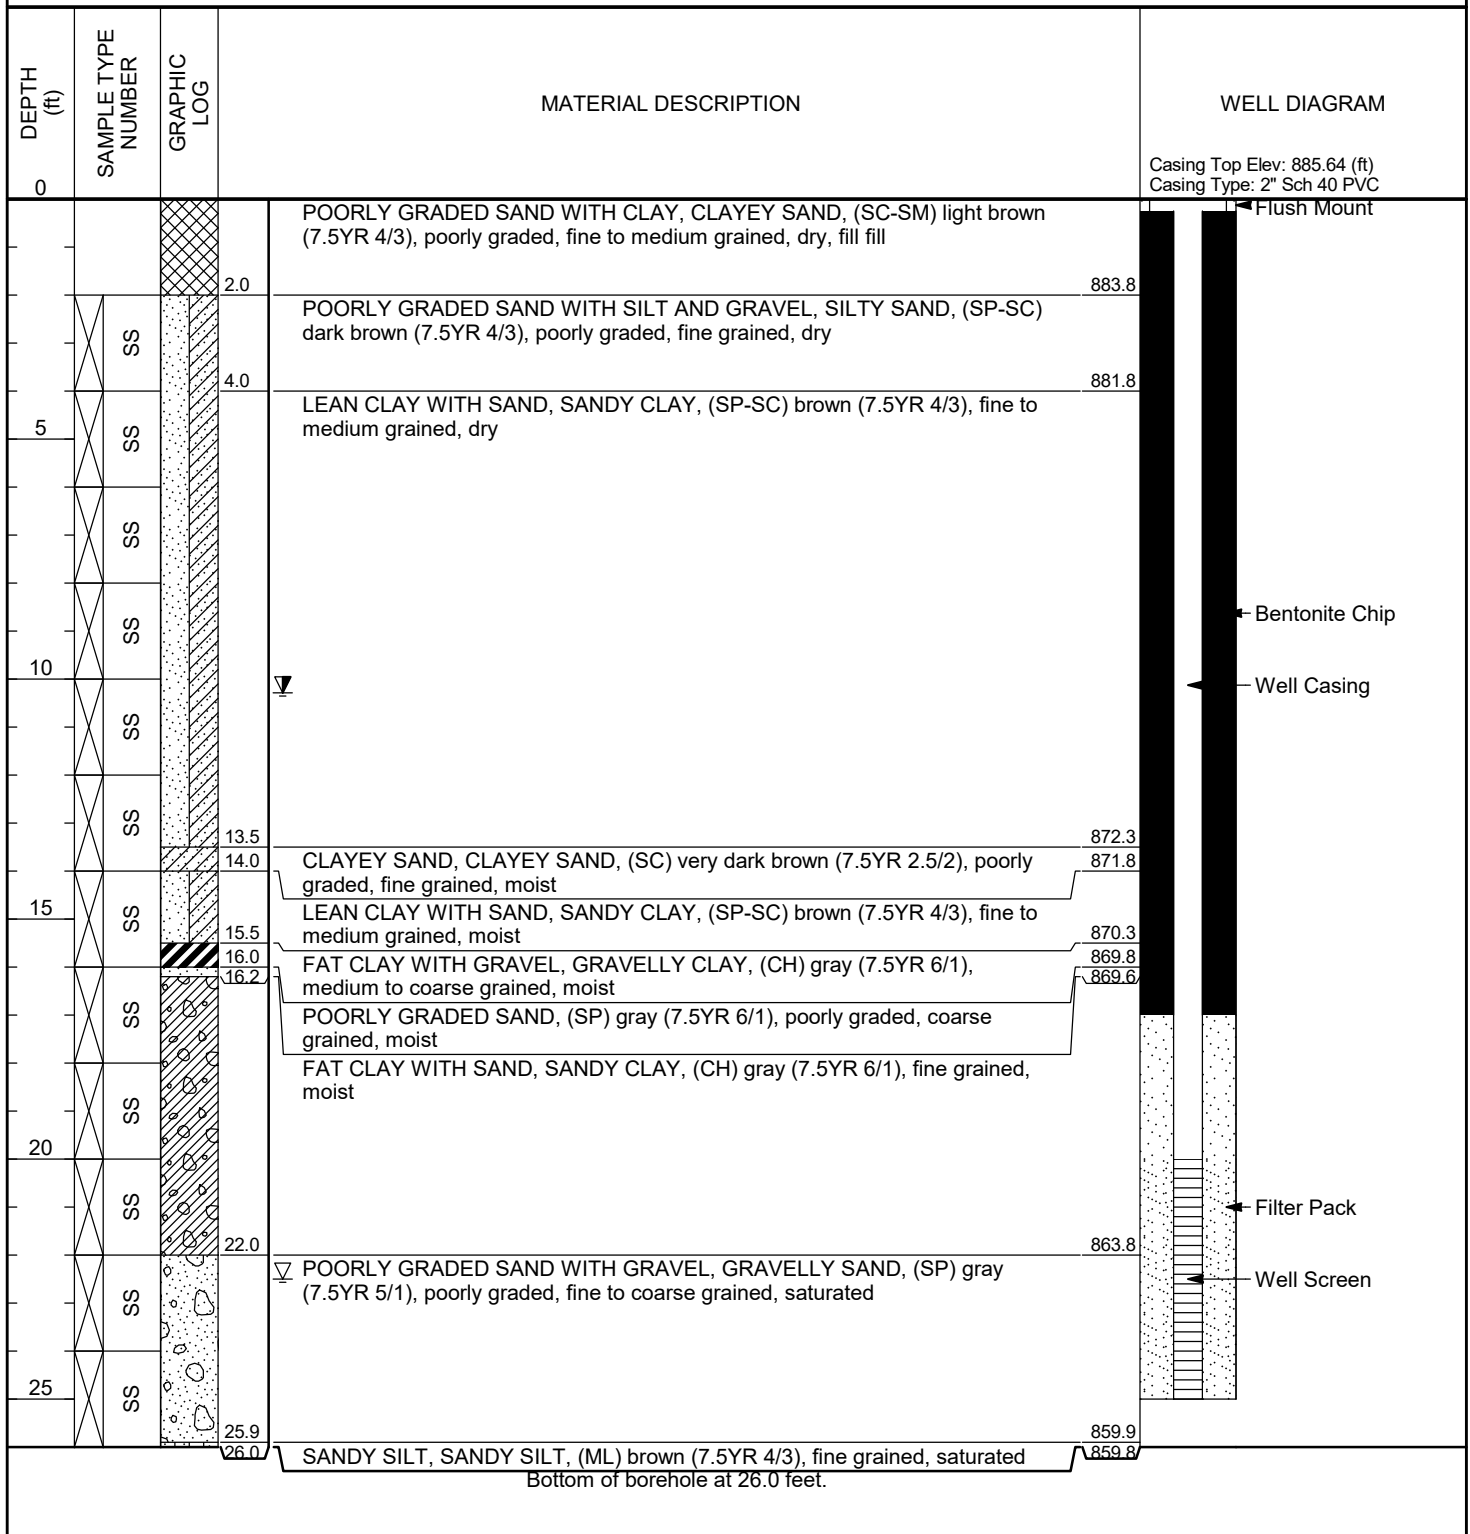 DEPTH
(ft)
SAMPLE TYPE
NUMBER
GRAPHIC
LOG
MATERIAL DESCRIPTION
WELL DIAGRAM
Casing Top Elev: 885.64 (ft)
Casing Type: 2" Sch 40 PVC
0
POORLY GRADED SAND WITH CLAY, CLAYEY SAND, (SC-SM) light brown
(7.5YR 4/3), poorly graded, fine to medium grained, dry, fill fill
Flush Mount
2.0
883.8
POORLY GRADED SAND WITH SILT AND GRAVEL, SILTY SAND, (SP-SC)
dark brown (7.5YR 4/3), poorly graded, fine grained, dry
SS
4.0
881.8
LEAN CLAY WITH SAND, SANDY CLAY, (SP-SC) brown (7.5YR 4/3), fine to
medium grained, dry
5
SS
SS
SS
Bentonite Chip
10
Well Casing
SS
SS
13.5
872.3
14.0
CLAYEY SAND, CLAYEY SAND, (SC) very dark brown (7.5YR 2.5/2), poorly
graded, fine grained, moist
871.8
15
SS
LEAN CLAY WITH SAND, SANDY CLAY, (SP-SC) brown (7.5YR 4/3), fine to
medium grained, moist
15.5
870.3
16.0
FAT CLAY WITH GRAVEL, GRAVELLY CLAY, (CH) gray (7.5YR 6/1),
medium to coarse grained, moist
869.8
16.2
869.6
SS
POORLY GRADED SAND, (SP) gray (7.5YR 6/1), poorly graded, coarse
grained, moist
FAT CLAY WITH SAND, SANDY CLAY, (CH) gray (7.5YR 6/1), fine grained,
moist
SS
20
SS
Filter Pack
22.0
863.8
POORLY GRADED SAND WITH GRAVEL, GRAVELLY SAND, (SP) gray
(7.5YR 5/1), poorly graded, fine to coarse grained, saturated
Well Screen
SS
25
SS
25.9
859.9
26.0
SANDY SILT, SANDY SILT, (ML) brown (7.5YR 4/3), fine grained, saturated
859.8
Bottom of borehole at 26.0 feet.